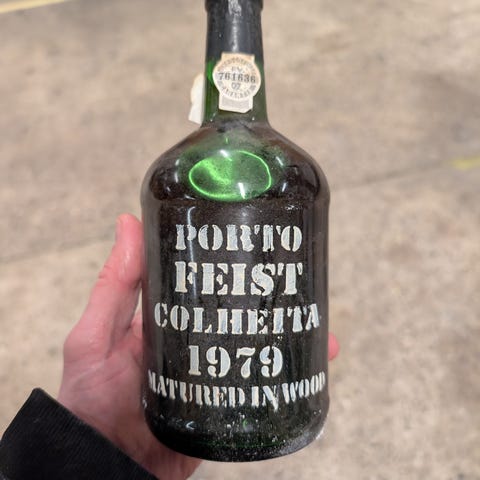 761636
PORTO
FEIST
COLHEITA
1979
MATURED IN WOOD